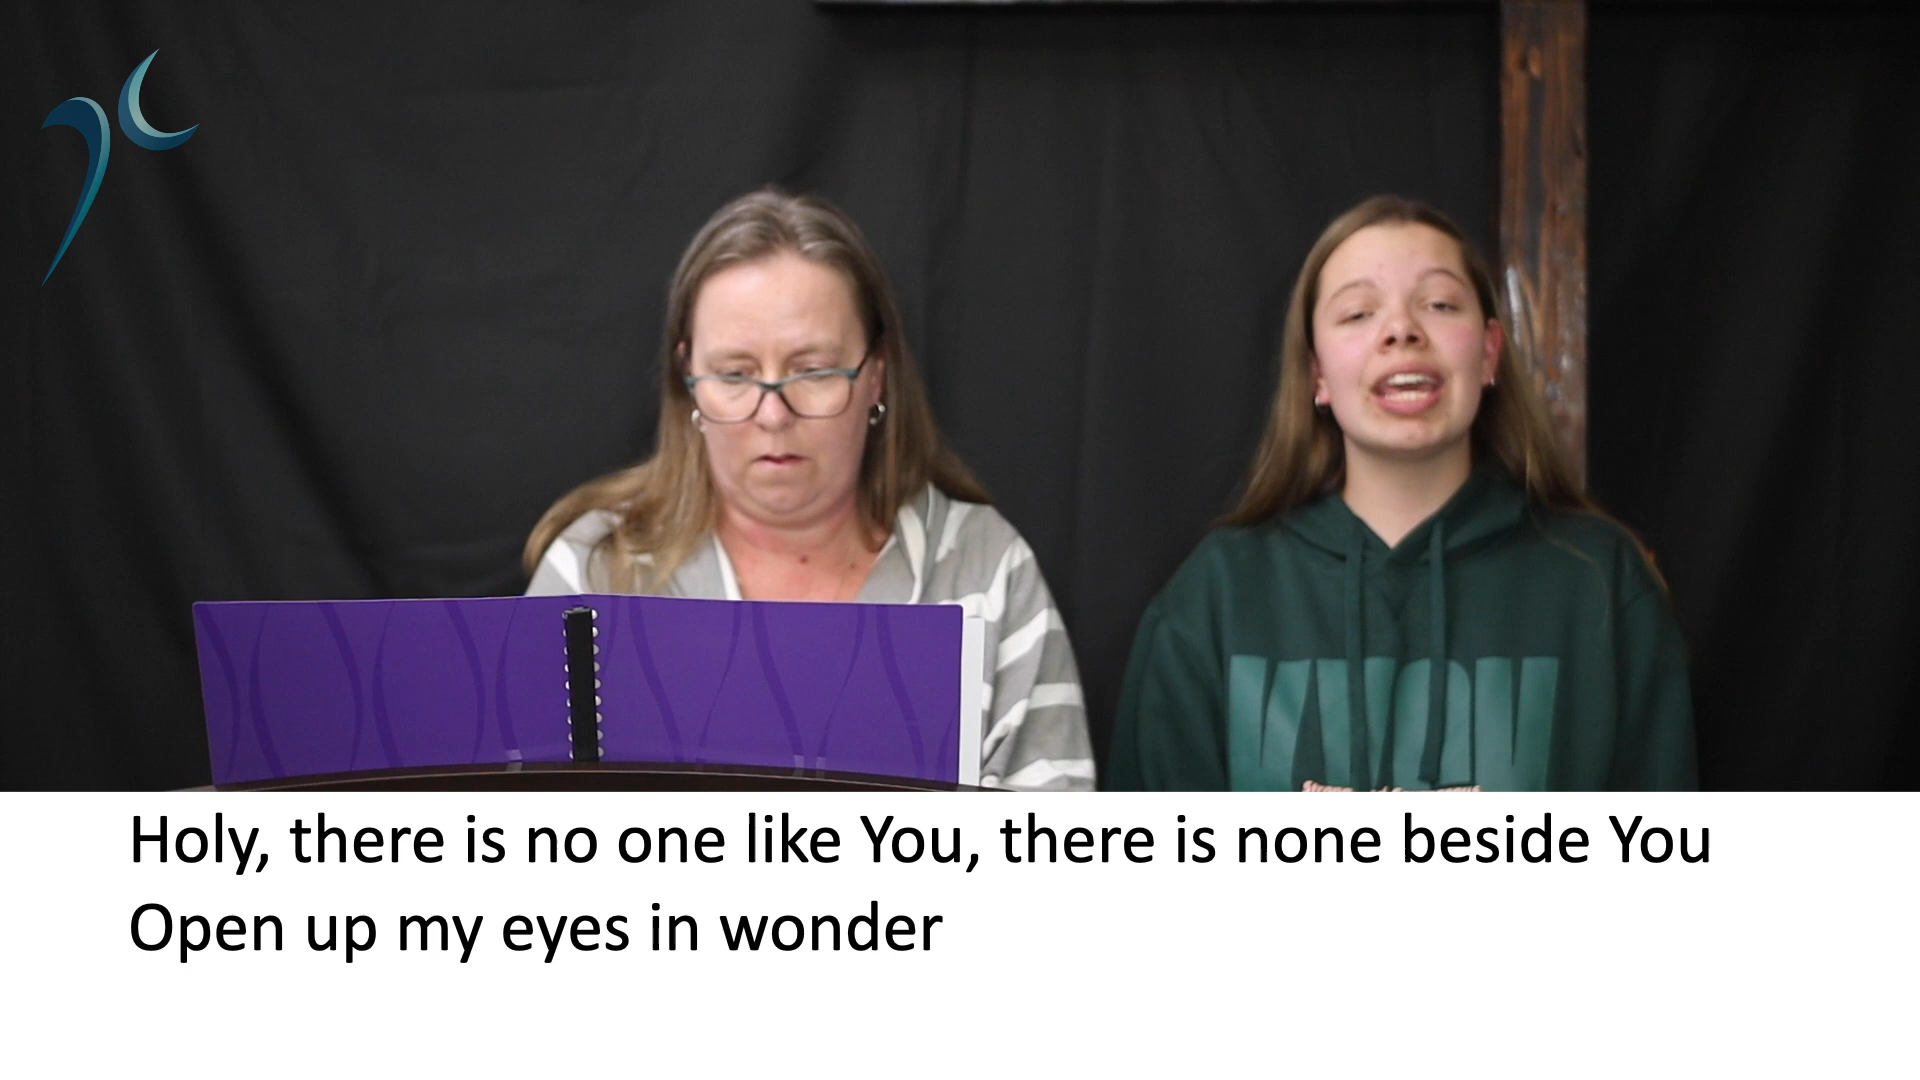 Holy, there is no one like You, there is none beside You
Open up my eyes in wonder